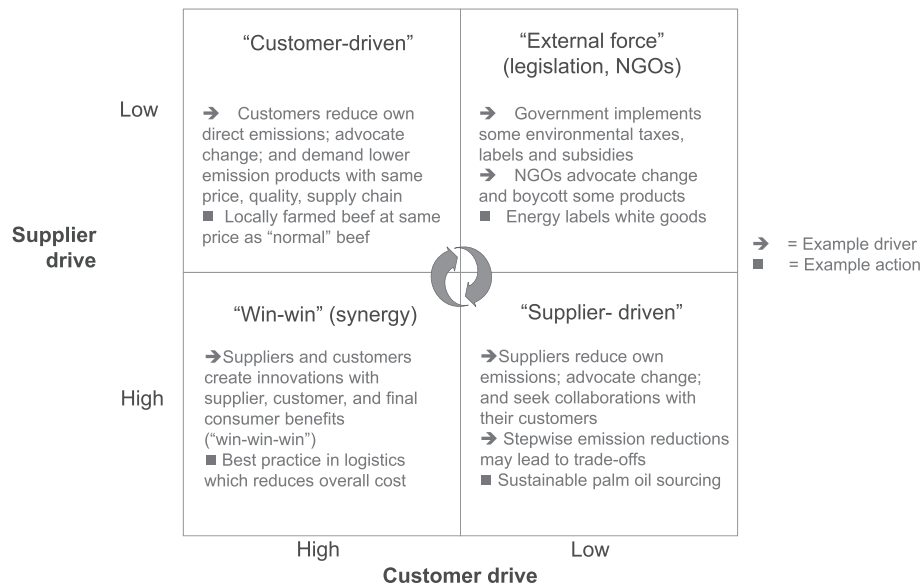 “Customer-driven”
➔ Customers reduce own
direct emissions; advocate
change; and demand lower
emission products with same
price, quality, supply chain
■ Locally farmed beef at same
price as “normal” beef
“External force”
(legislation, NGOs)
➔ Government implements
some environmental taxes,
labels and subsidies
➔ NGOs advocate change
and boycott some products
■ Energy labels white goods
Low
Supplier
drive
➔ = Example driver
■ = Example action
“Win-win” (synergy)
➔Suppliers and customers
create innovations with
supplier, customer, and final
consumer benefits
(“win-win-win”)
■ Best practice in logistics
which reduces overall cost
“Supplier- driven”
➔Suppliers reduce own
emissions; advocate change;
and seek collaborations with
their customers
➔ Stepwise emission reductions
may lead to trade-offs
■ Sustainable palm oil sourcing
High
High
Low
Customer drive